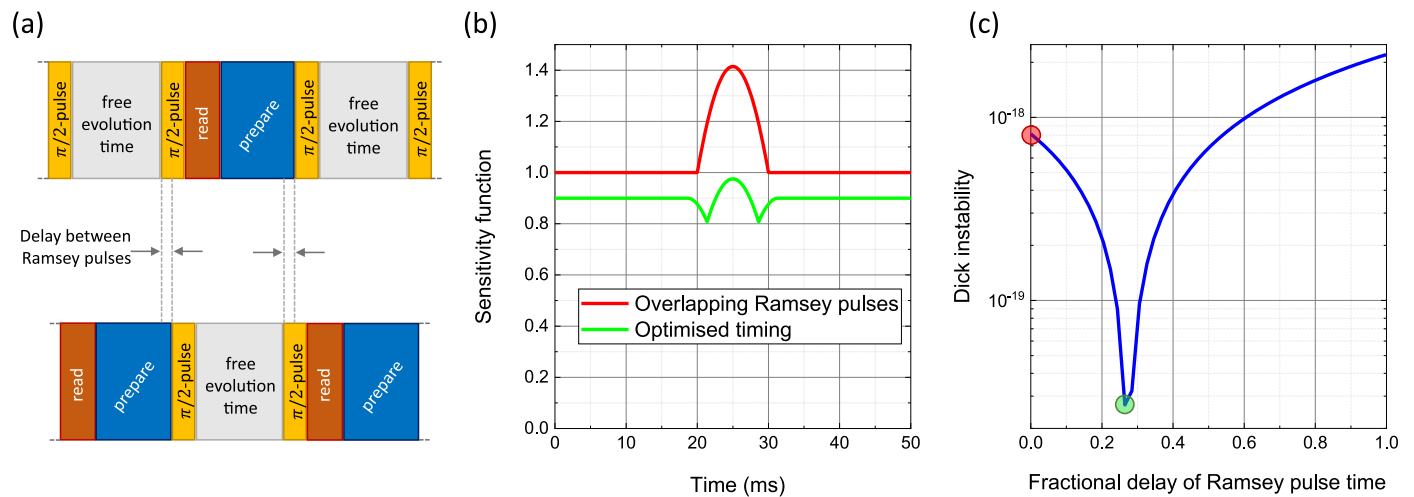 (a)
π/2-pulse
free
evolution
time
π/2-pulse
read
prepare
π/2-pulse
free
evolution
time
π/2-pulse
Delay between
Ramsey pulses
read
prepare
π/2-pulse
free
evolution
time
π/2-pulse
read
prepare
(b)
Sensitivity function
1.4
1.2
1.0
0.8
0.6
0.4
0.2
0.0
Overlapping Ramsey pulses
Optimised timing
0 10 20 30 40 50
Time (ms)
(c)
Dick instability
10⁻¹⁸
10⁻¹⁹
0.0 0.2 0.4 0.6 0.8 1.0
Fractional delay of Ramsey pulse time